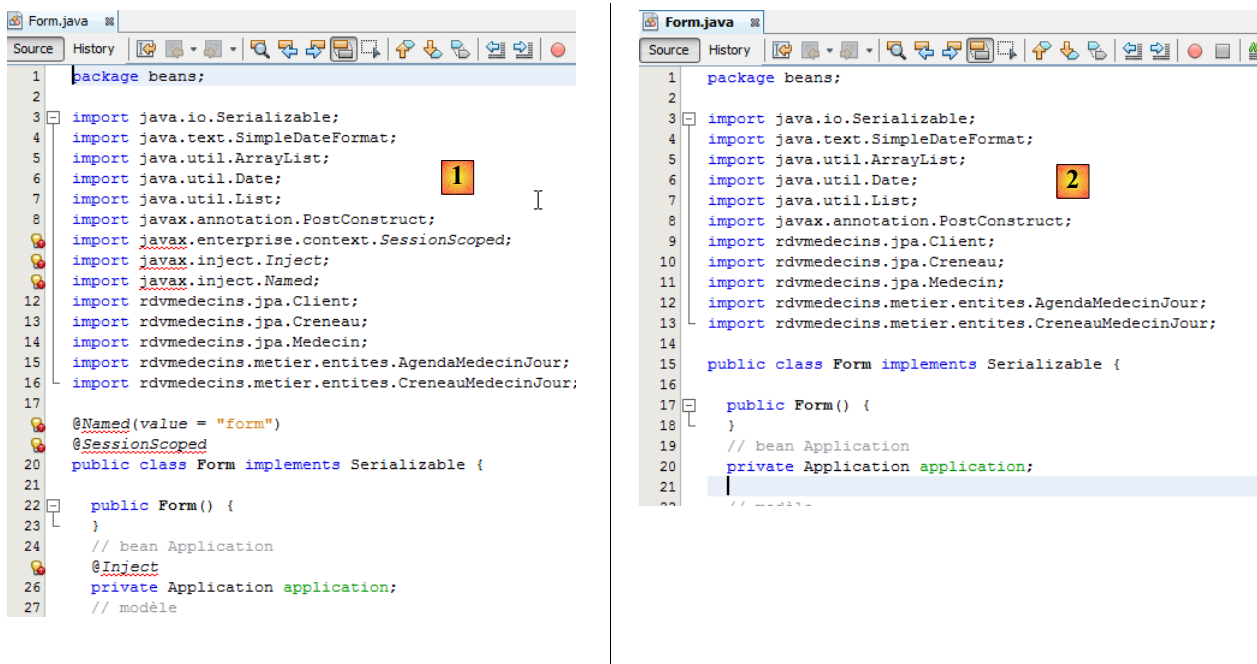 Form.java
Source History
1 package beans;
2
3 import java.io.Serializable;
4 import java.text.SimpleDateFormat;
5 import java.util.ArrayList;
6 import java.util.Date;
7 import java.util.List;
8 import javax.annotation.PostConstruct;
import javax.enterprise.context.SessionScoped;
import javax.inject.Inject;
import javax.inject.Named;
12 import rdvmedecins.jpa.Client;
13 import rdvmedecins.jpa.Creneau;
14 import rdvmedecins.jpa.Medecin;
15 import rdvmedecins.metier.entites.AgendaMedecinJour;
16 import rdvmedecins.metier.entites.CreneauMedecinJour;
17
@Named(value = "form")
@SessionScoped
20 public class Form implements Serializable {
21
22 public Form() {
23 }
24 // bean Application
@Inject
26 private Application application;
27 // modèle
1
Form.java
Source History
1 package beans;
2
3 import java.io.Serializable;
4 import java.text.SimpleDateFormat;
5 import java.util.ArrayList;
6 import java.util.Date;
7 import java.util.List;
8 import javax.annotation.PostConstruct;
9 import rdvmedecins.jpa.Client;
10 import rdvmedecins.jpa.Creneau;
11 import rdvmedecins.jpa.Medecin;
12 import rdvmedecins.metier.entites.AgendaMedecinJour;
13 import rdvmedecins.metier.entites.CreneauMedecinJour;
14
15 public class Form implements Serializable {
16
17 public Form() {
18 }
19 // bean Application
20 private Application application;
21
2